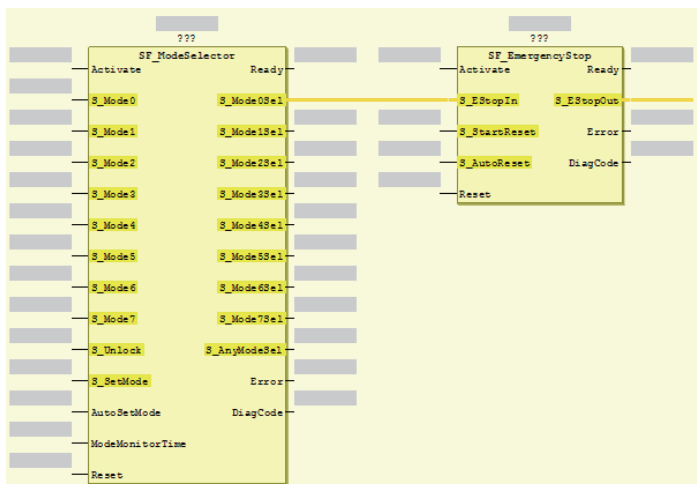 ???
SF_ModeSelector
Activate Ready
S_Mode0 S_Mode0Sel
S_Mode1 S_Mode1Sel
S_Mode2 S_Mode2Sel
S_Mode3 S_Mode3Sel
S_Mode4 S_Mode4Sel
S_Mode5 S_Mode5Sel
S_Mode6 S_Mode6Sel
S_Mode7 S_Mode7Sel
S_Unlock S_AnyModeSel
S_SetMode Error
AutoSetMode DiagCode
ModeMonitorTime
Reset
???
SF_EmergencyStop
Activate Ready
S_EStopIn S_EStopOut
S_StartReset Error
S_AutoReset DiagCode
Reset